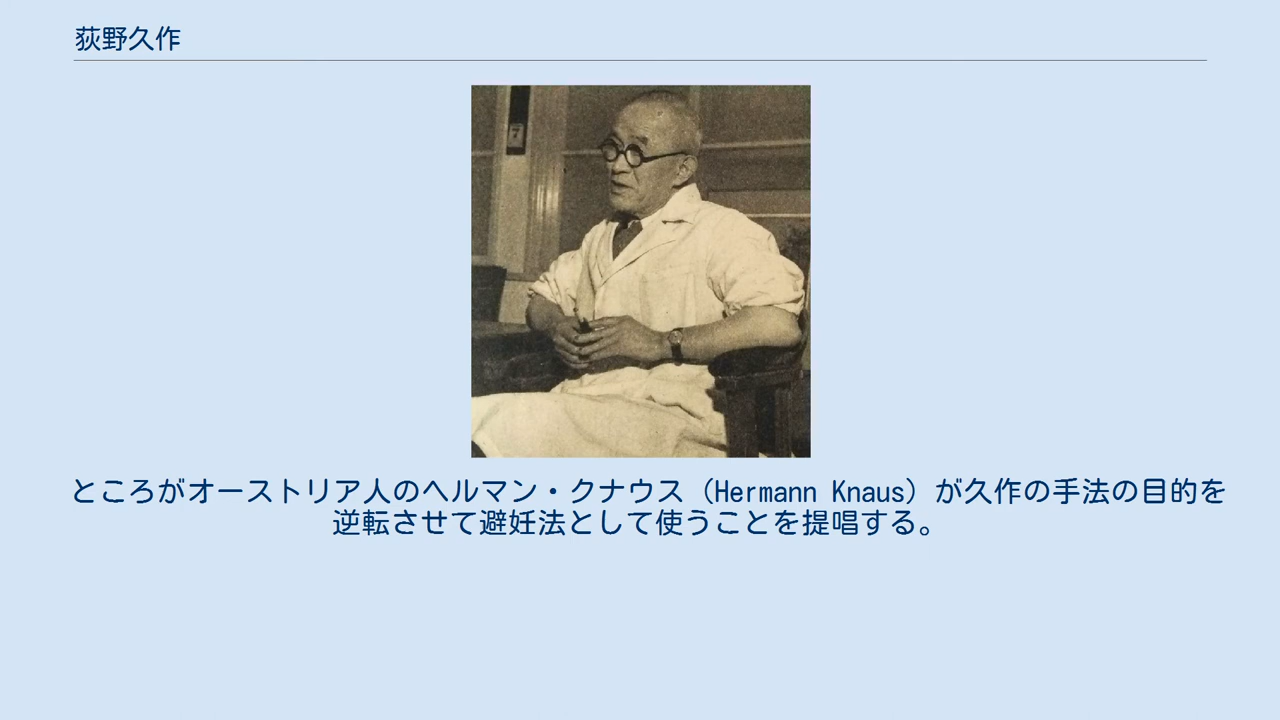 荻野久作
7
ところがオーストリア人のヘルマン・クナウス（Hermann Knaus）が久作の手法の目的を
逆転させて避妊法として使うことを提唱する。